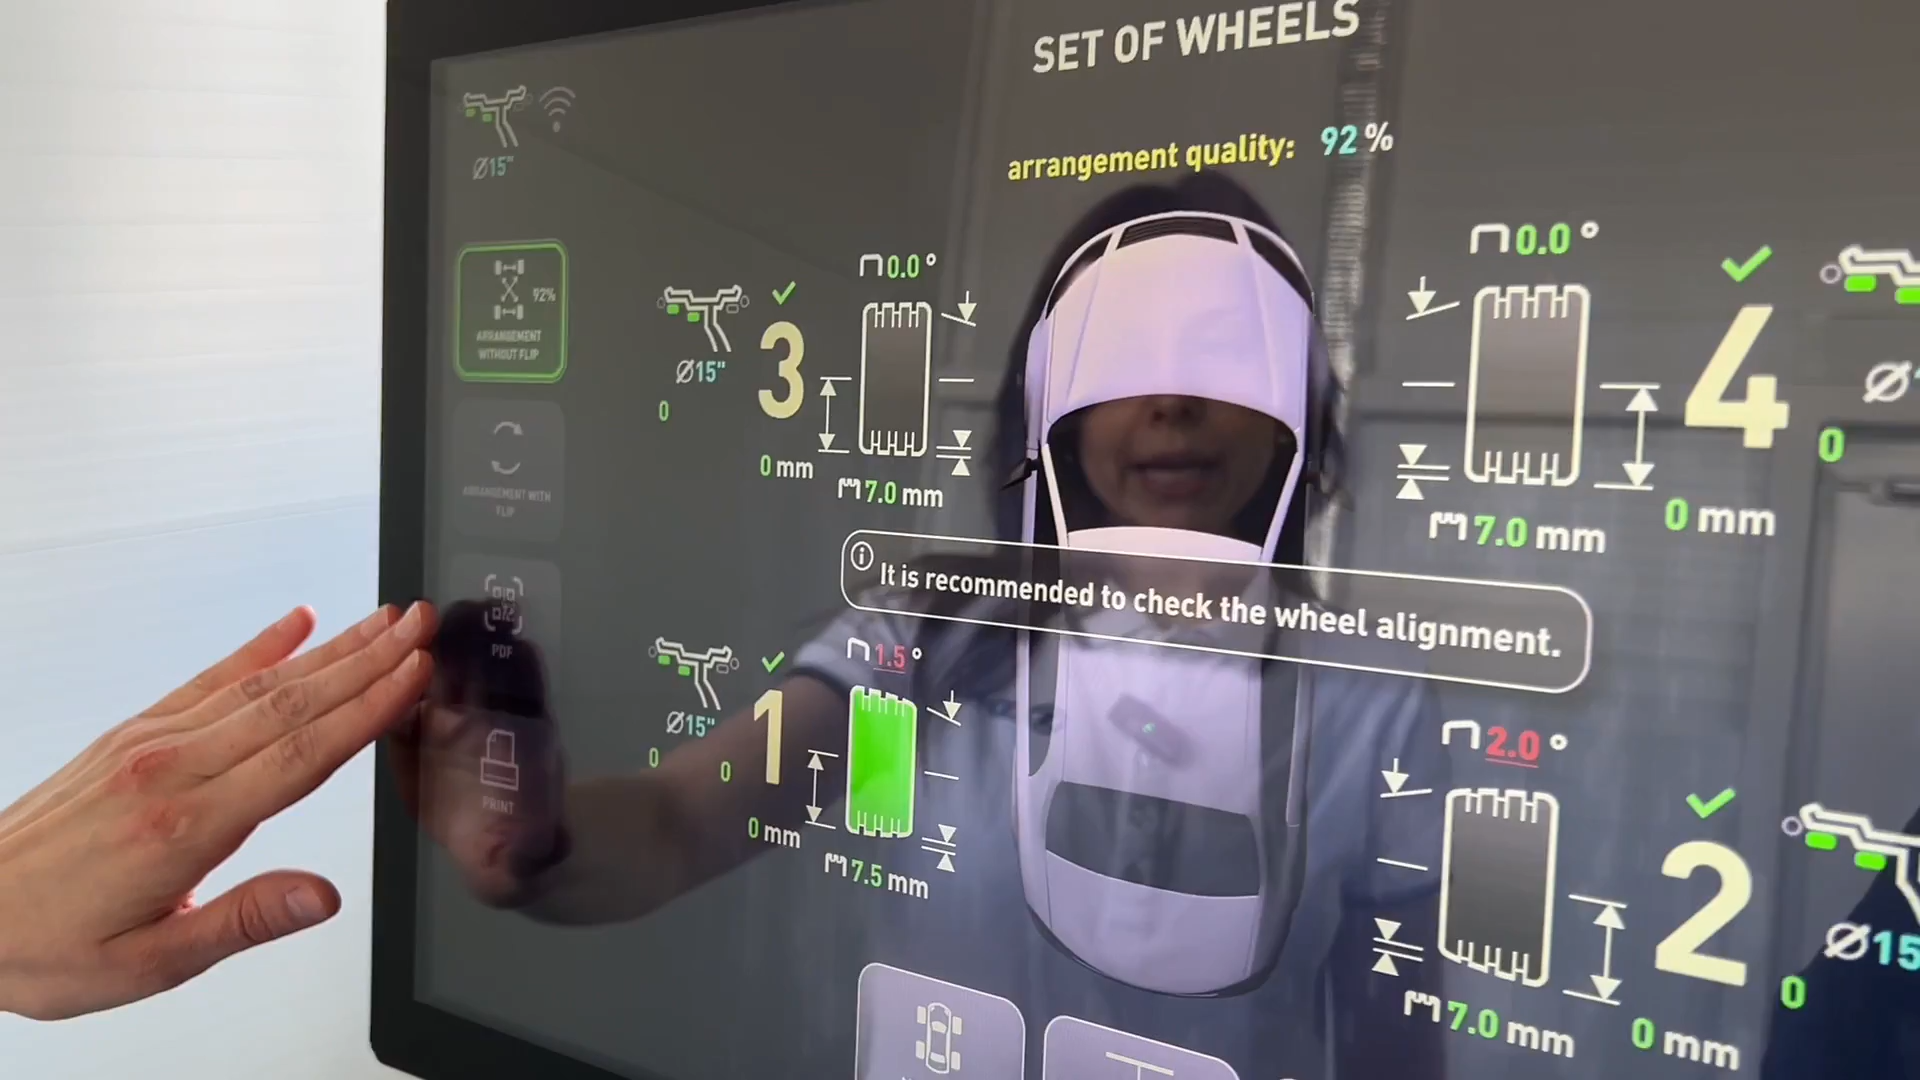 SET OF WHEELS
arrangement quality: 92 %
Ø15"
92%
ARRANGEMENT
WITHOUT FLIP
ARRANGEMENT WITH
FLIP
PDF
PRINT
0.0 °
3
Ø15"
0
0 mm
7.0 mm
0.0 °
4
Ø
0
0 mm
7.0 mm
It is recommended to check the wheel alignment.
1.5 °
1
Ø15"
0
0
0 mm
7.5 mm
2.0 °
2
Ø15
0
0 mm
7.0 mm